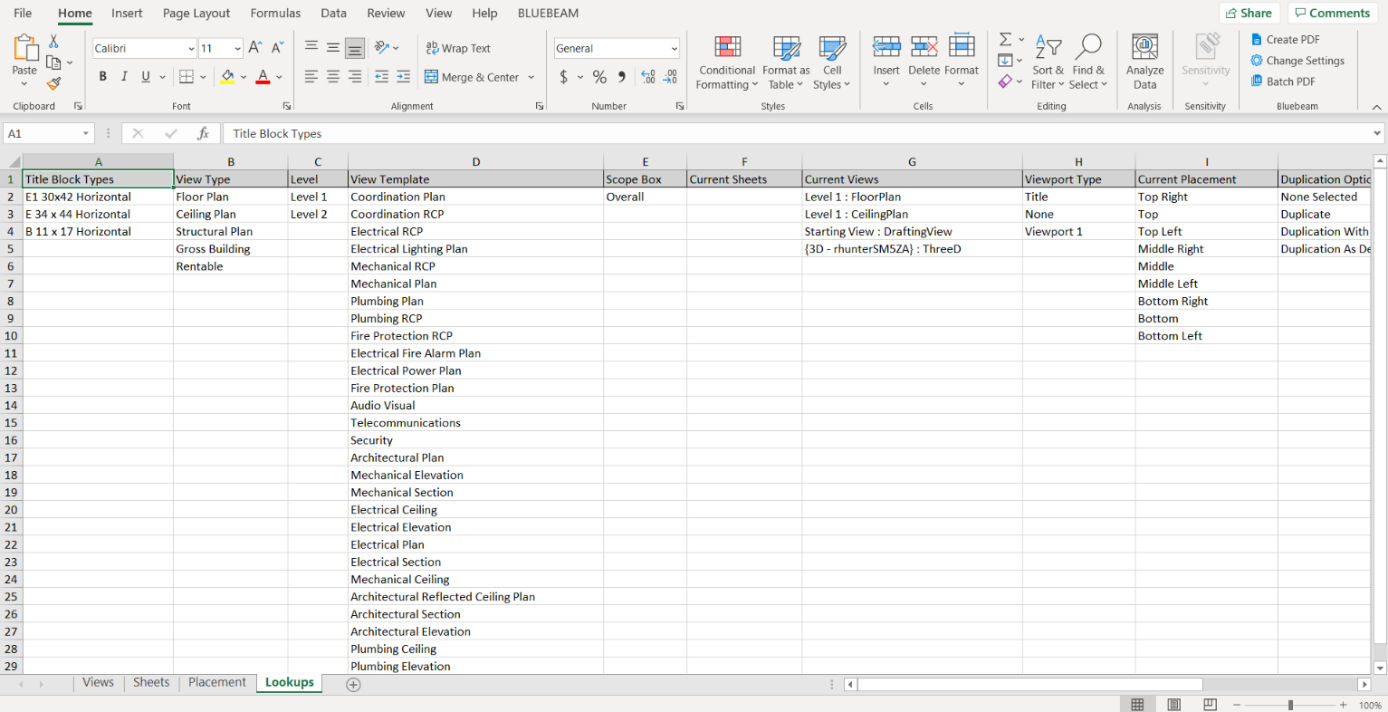 File Home Insert Page Layout Formulas Data Review View Help BLUEBEAM Share Comments
Calibri 11 A A Wrap Text General Create PDF
Paste Conditional Format as Cell Insert Delete Format Sort & Find & Analyze Sensitivity Change Settings
B I U A Merge & Center $ % 9 Formatting Table Styles Filter Select Data Batch PDF
Clipboard Font Alignment Number Styles Cells Editing Analysis Sensitivity Bluebeam
A1 fx Title Block Types
A B C D E F G H I
1 Title Block Types View Type Level View Template Scope Box Current Sheets Current Views Viewport Type Current Placement Duplication Optic
2 E1 30x42 Horizontal Floor Plan Level 1 Coordination Plan Overall Level 1 : FloorPlan Title Top Right None Selected
3 E 34 x 44 Horizontal Ceiling Plan Level 2 Coordination RCP Level 1 : CeilingPlan None Top Duplicate
4 B 11 x 17 Horizontal Structural Plan Electrical RCP Starting View : DraftingView Viewport 1 Top Left Duplication With
5 Gross Building Electrical Lighting Plan {3D - rhunterSM5ZA} : ThreeD Middle Right Duplication As De
6 Rentable Mechanical RCP Middle
7 Mechanical Plan Middle Left
8 Plumbing Plan Bottom Right
9 Plumbing RCP Bottom
10 Fire Protection RCP Bottom Left
11 Electrical Fire Alarm Plan
12 Electrical Power Plan
13 Fire Protection Plan
14 Audio Visual
15 Telecommunications
16 Security
17 Architectural Plan
18 Mechanical Elevation
19 Mechanical Section
20 Electrical Ceiling
21 Electrical Elevation
22 Electrical Plan
23 Electrical Section
24 Mechanical Ceiling
25 Architectural Reflected Ceiling Plan
26 Architectural Section
27 Architectural Elevation
28 Plumbing Ceiling
29 Plumbing Elevation
Views Sheets Placement Lookups
100%